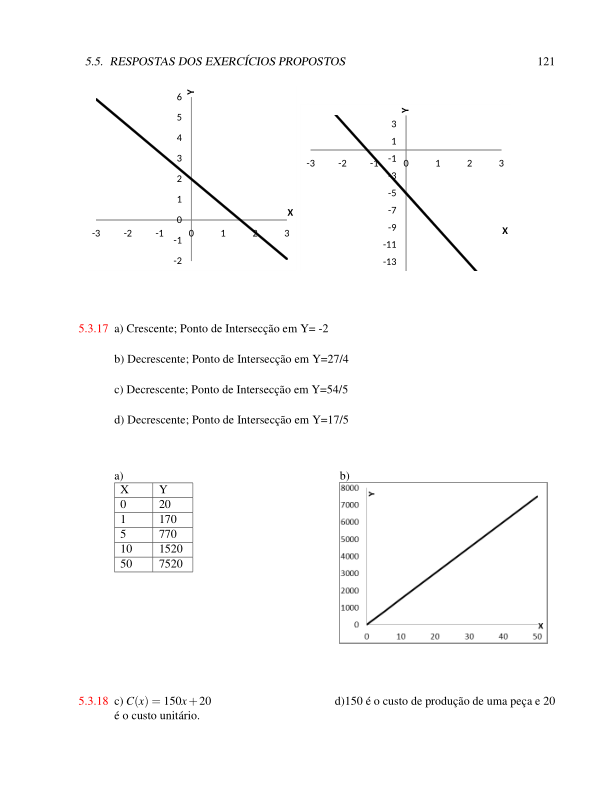 5.5. RESPOSTAS DOS EXERCÍCIOS PROPOSTOS 121
Y
6
5
4
3
2
1
0
-1
-2
-3 -2 -1 0 1 2 3
X
Y
3
1
-1
-3
-5
-7
-9
-11
-13
-3 -2 -1 0 1 2 3
X
5.3.17 a) Crescente; Ponto de Intersecção em Y= -2
b) Decrescente; Ponto de Intersecção em Y=27/4
c) Decrescente; Ponto de Intersecção em Y=54/5
d) Decrescente; Ponto de Intersecção em Y=17/5
a)
X Y
0 20
1 170
5 770
10 1520
50 7520
b)
8000
7000
6000
5000
4000
3000
2000
1000
0
Y
X
0 10 20 30 40 50
5.3.18 c) C(x) = 150x+20 d)150 é o custo de produção de uma peça e 20
é o custo unitário.